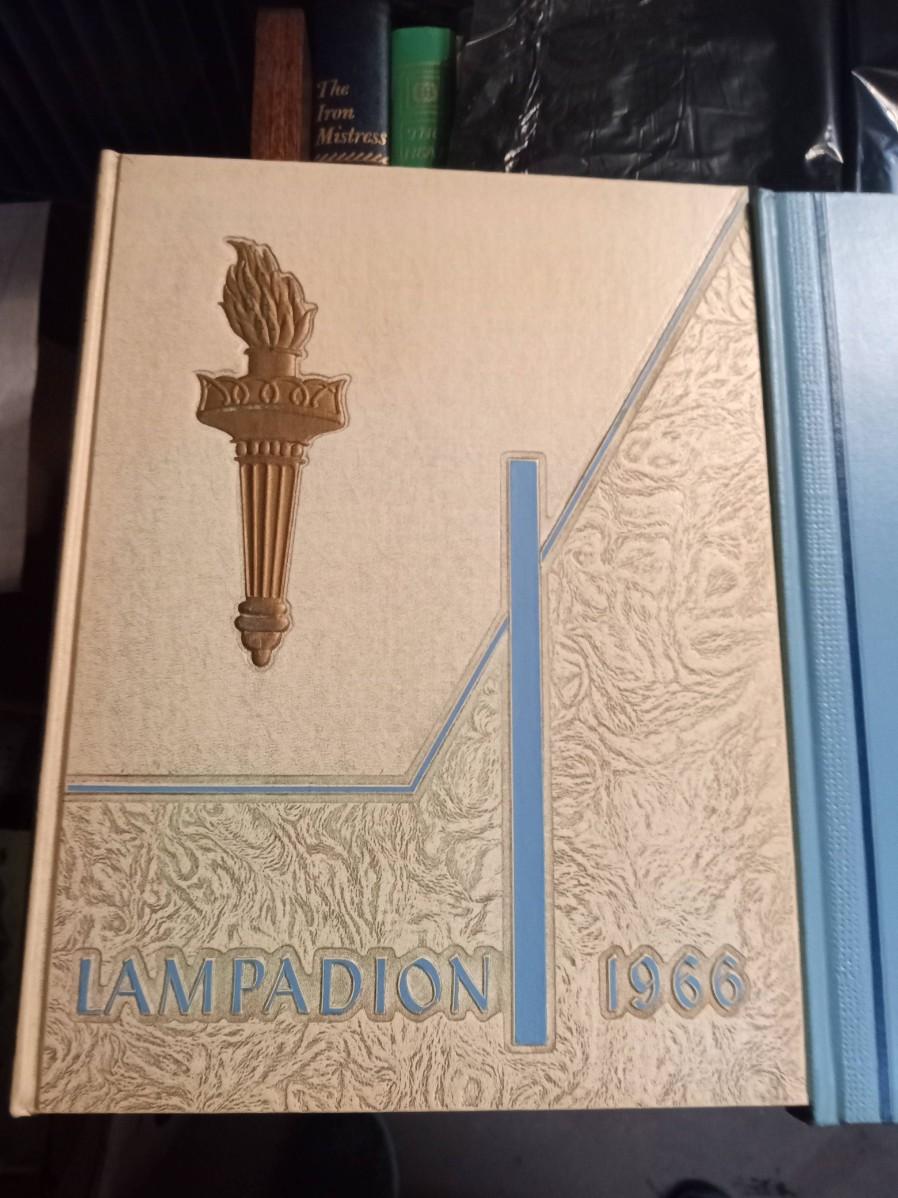 The
Iron
Mistress
LAMPADION 1966